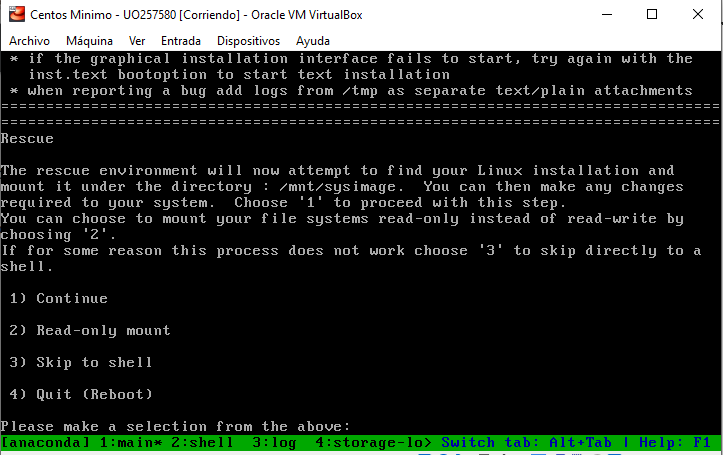 Centos Minimo - UO257580 [Corriendo] - Oracle VM VirtualBox
Archivo Máquina Ver Entrada Dispositivos Ayuda
* if the graphical installation interface fails to start, try again with the
inst.text bootoption to start text installation
* when reporting a bug add logs from /tmp as separate text/plain attachments
================================================================================
================================================================================
Rescue
The rescue environment will now attempt to find your Linux installation and
mount it under the directory : /mnt/sysimage.  You can then make any changes
required to your system.  Choose '1' to proceed with this step.
You can choose to mount your file systems read-only instead of read-write by
choosing '2'.
If for some reason this process does not work choose '3' to skip directly to a
shell.
1) Continue
2) Read-only mount
3) Skip to shell
4) Quit (Reboot)
Please make a selection from the above:
[anaconda] 1:main* 2:shell  3:log  4:storage-lo> Switch tab: Alt+Tab | Help: F1